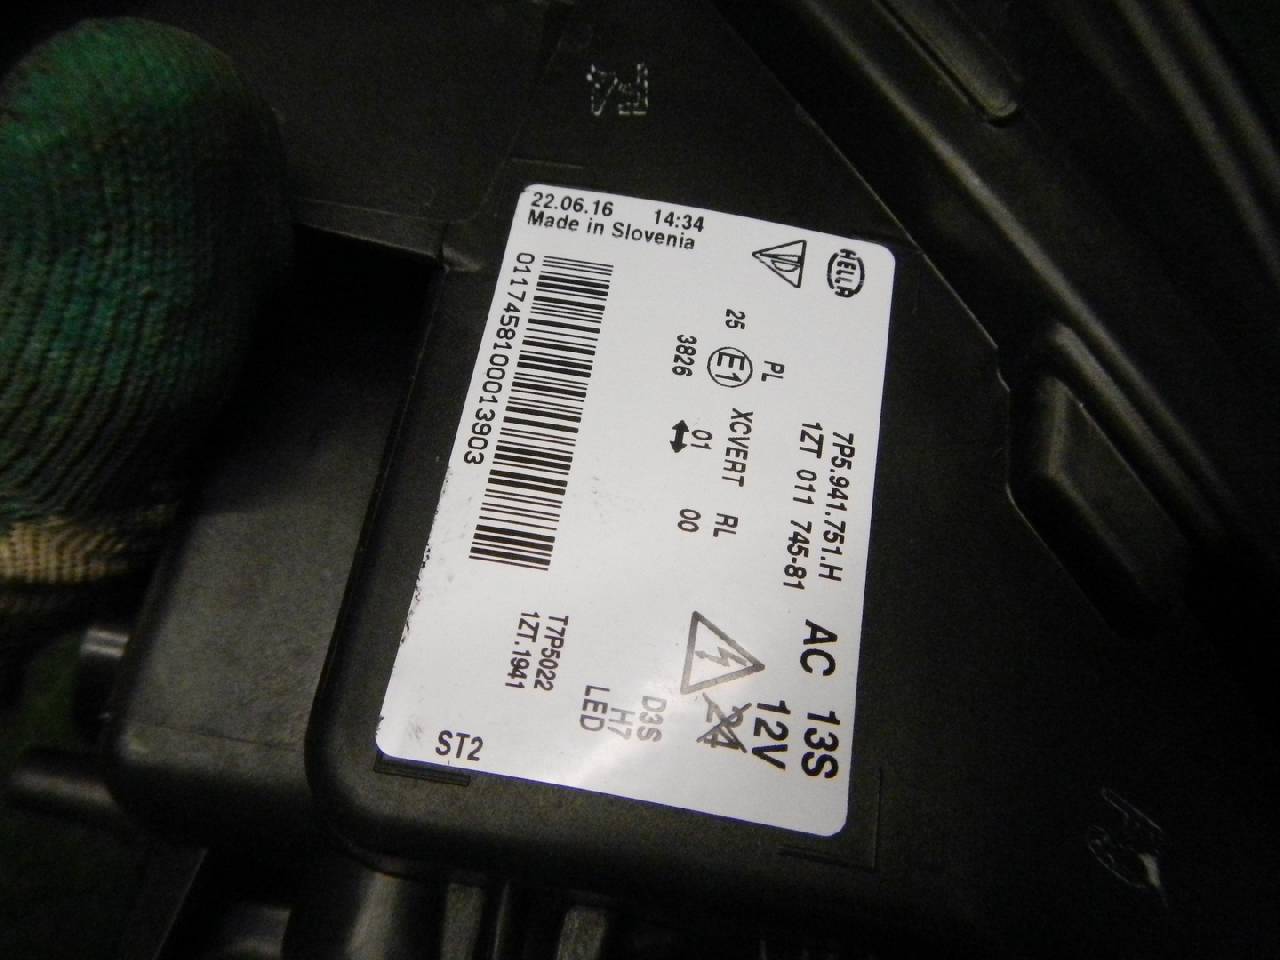 22.06.16 14:34
Made in Slovenia
HELLA
7P5.941.751.H AC 13S
1ZT 011 745-81 12V
24
PL XCVERT RL
25 E1 01 00
3826
D3S
H7
LED
T7P5022
1ZT.1941
01174581000013903
ST2